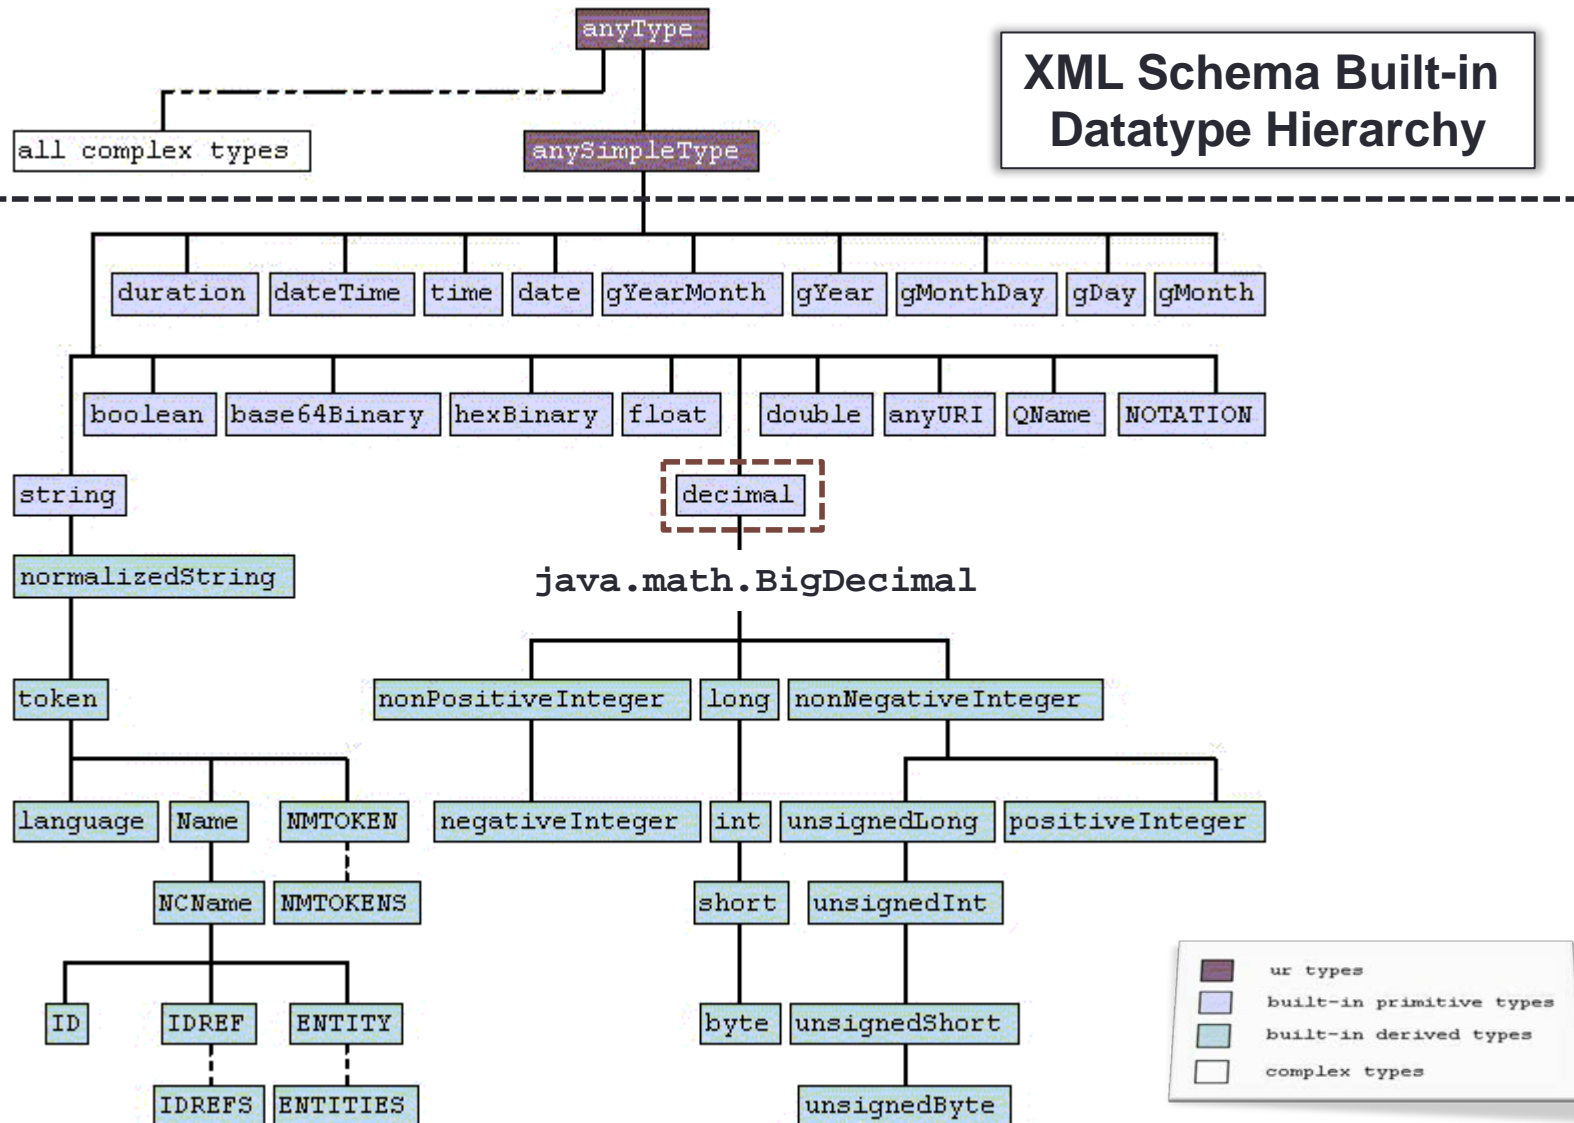 anyType
XML Schema Built-in
Datatype Hierarchy
all complex types
anySimpleType
duration
dateTime
time
date
gYearMonth
gYear
gMonthDay
gDay
gMonth
boolean
base64Binary
hexBinary
float
double
anyURI
QName
NOTATION
string
decimal
normalizedString
java.math.BigDecimal
token
nonPositiveInteger
long
nonNegativeInteger
language
Name
NMTOKEN
negativeInteger
int
unsignedLong
positiveInteger
NCName
NMTOKENS
short
unsignedInt
ID
IDREF
ENTITY
byte
unsignedShort
IDREFS
ENTITIES
unsignedByte
ur types
built-in primitive types
built-in derived types
complex types